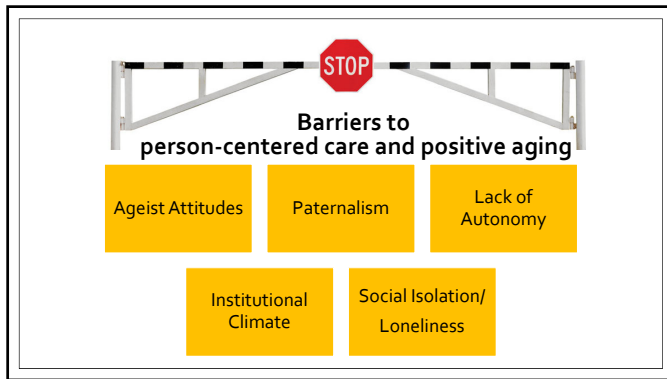 STOP
Barriers to
person-centered care and positive aging
Ageist Attitudes
Paternalism
Lack of
Autonomy
Institutional
Climate
Social Isolation/
Loneliness